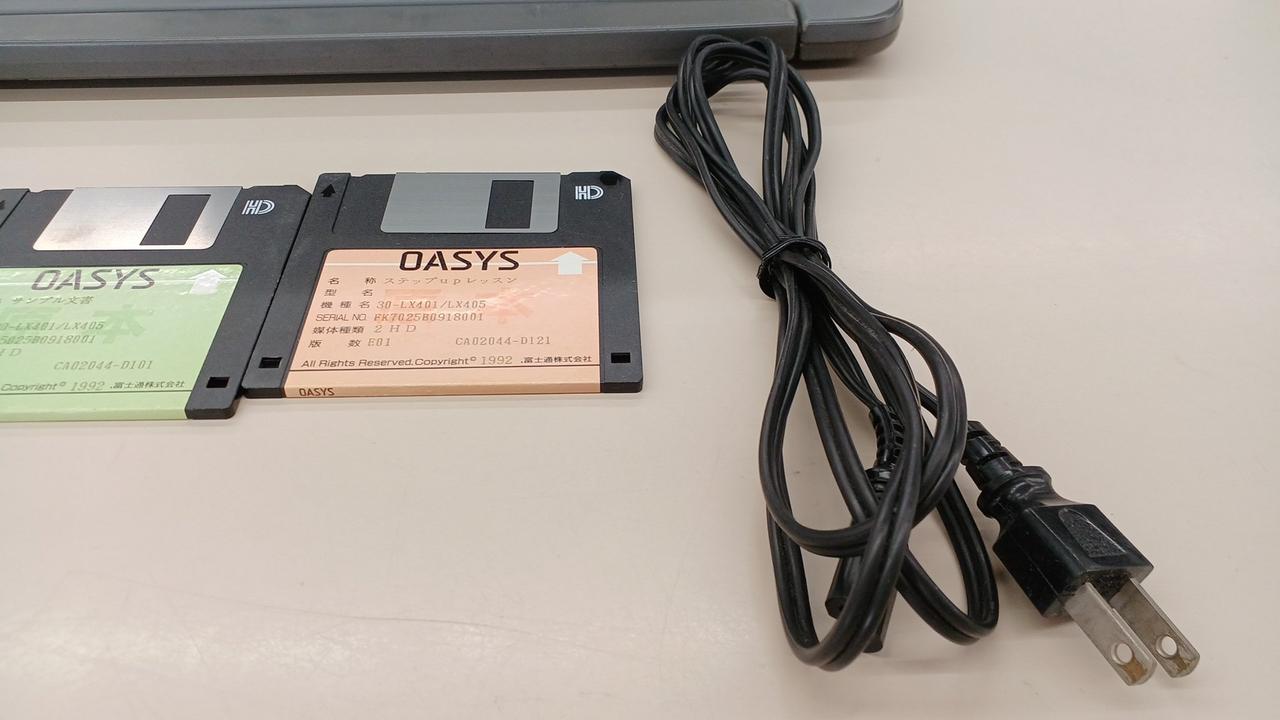 HD
OASYS
サンプル文書
0-LX401/LX405
5025B0918001
HD
CA02044-D101
Copyright© 1992 .富士通株式会社
HD
OASYS
名 称 ステップupレッスン
型 名
機 種 名 30-LX401/LX405
SERIAL NO. FK7025B0918001
媒体種類 2HD
版 数 E01 CA02044-D121
All Rights Reserved.Copyright© 1992 .富士通株式会社
OASYS